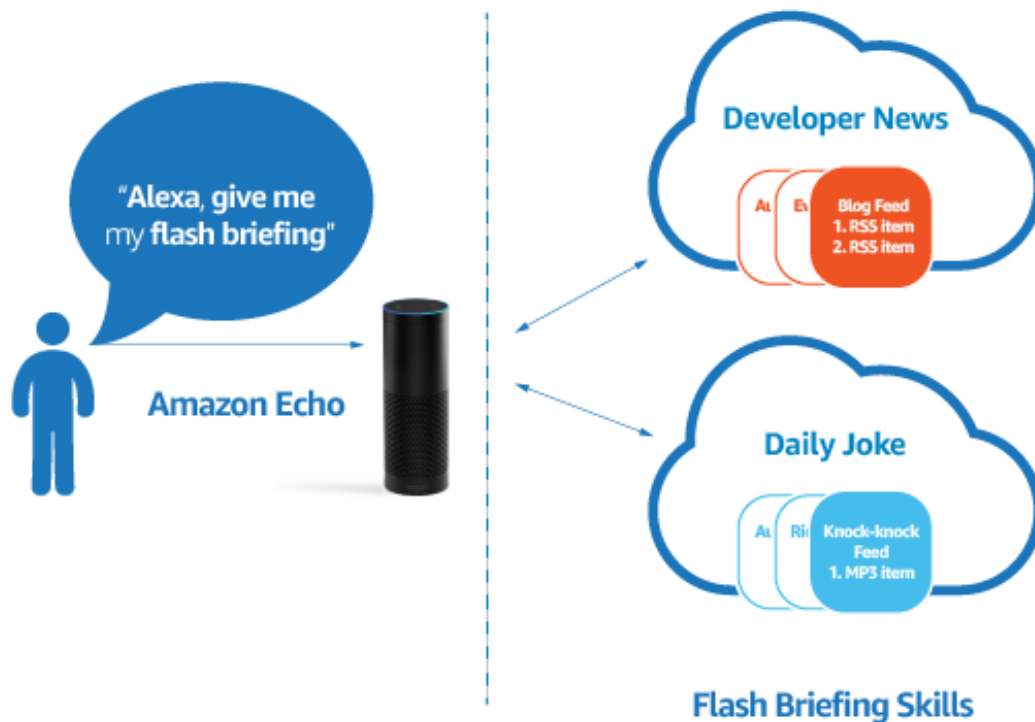 "Alexa, give me
my flash briefing"
Amazon Echo
Developer News
Blog Feed
1. RSS item
2. RSS item
Daily Joke
Knock-knock
Feed
1. MP3 item
Flash Briefing Skills